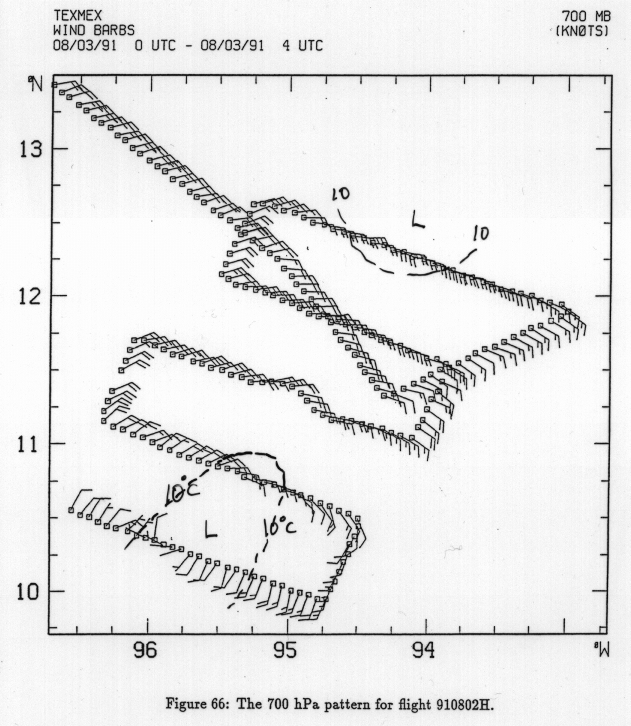 TEXMEX
WIND BARBS
08/03/91 0 UTC - 08/03/91 4 UTC
700 MB
(KNØTS)
°N
13
12
11
10
96
95
94
°W
10
L
10
10°C
L
10°C
Figure 66: The 700 hPa pattern for flight 910802H.